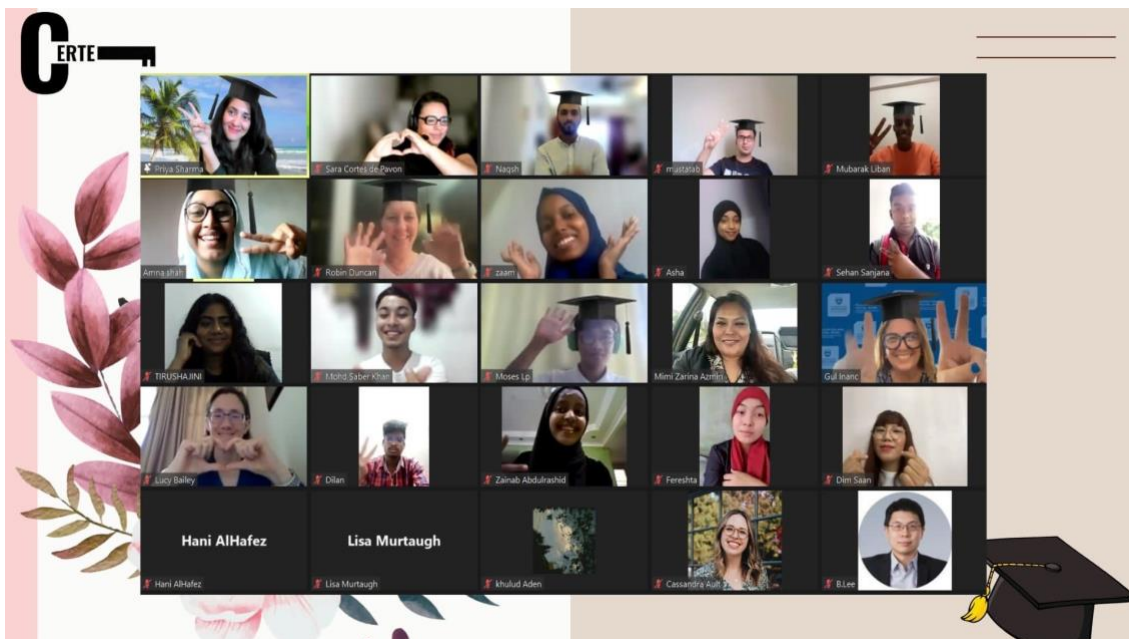 CERTE
Priya Sharma
Sara Cortes de Pavon
Naqsh
mustatab
Mubarak Liban
Amna shah
Robin Duncan
zaam
Asha
Sehan Sanjana
TIRUSHAJINI
Mohd Saber Khan
Moses Lp
Mimi Zarina Azmin
Gul Inanc
Lucy Bailey
Dilan
Zainab Abdulrashid
Fereshta
Dim Saan
Hani AlHafez
Lisa Murtaugh
Hani AlHafez
Lisa Murtaugh
khulud Aden
Cassandra Ault
B.Lee